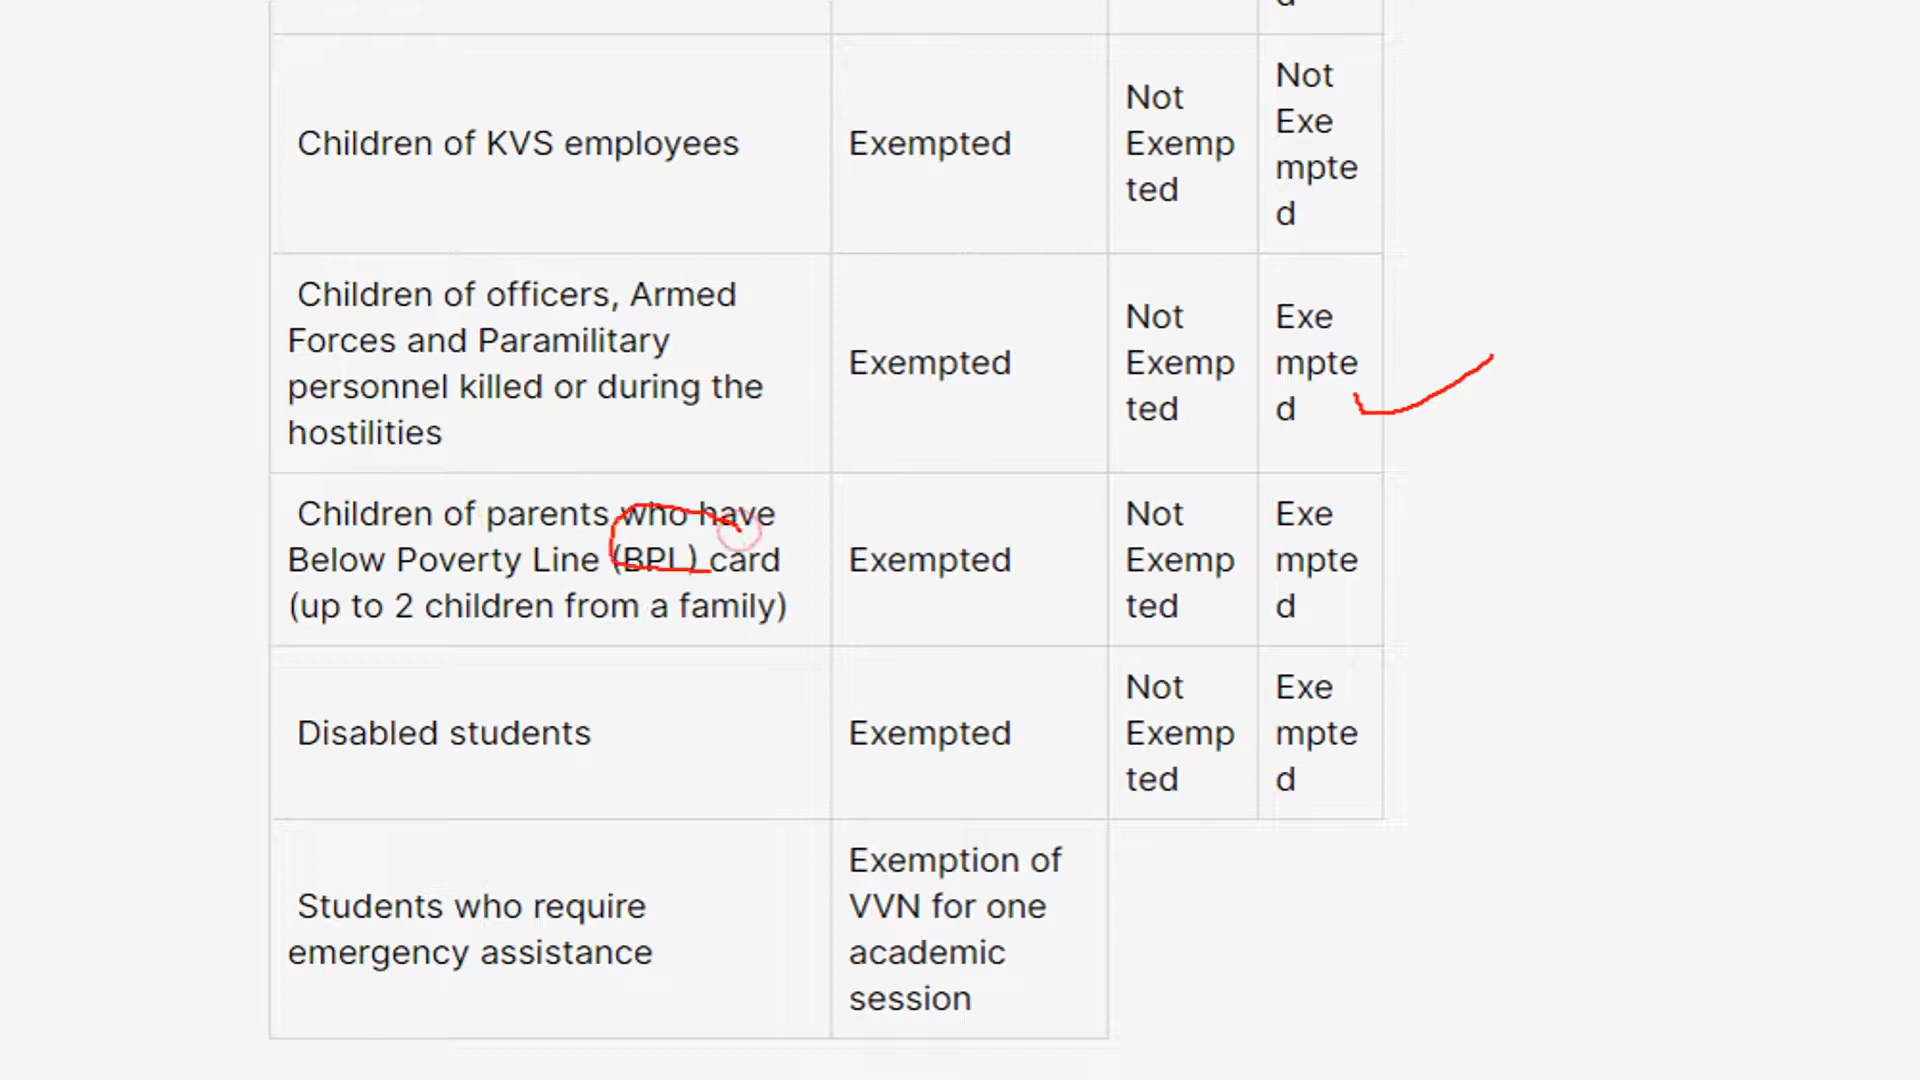 d
Children of KVS employees
Exempted
Not
Exemp
ted
Not
Exe
mpte
d
Children of officers, Armed
Forces and Paramilitary
personnel killed or during the
hostilities
Exempted
Not
Exemp
ted
Exe
mpte
d
Children of parents who have
Below Poverty Line (BPL) card
(up to 2 children from a family)
Exempted
Not
Exemp
ted
Exe
mpte
d
Disabled students
Exempted
Not
Exemp
ted
Exe
mpte
d
Students who require
emergency assistance
Exemption of
VVN for one
academic
session